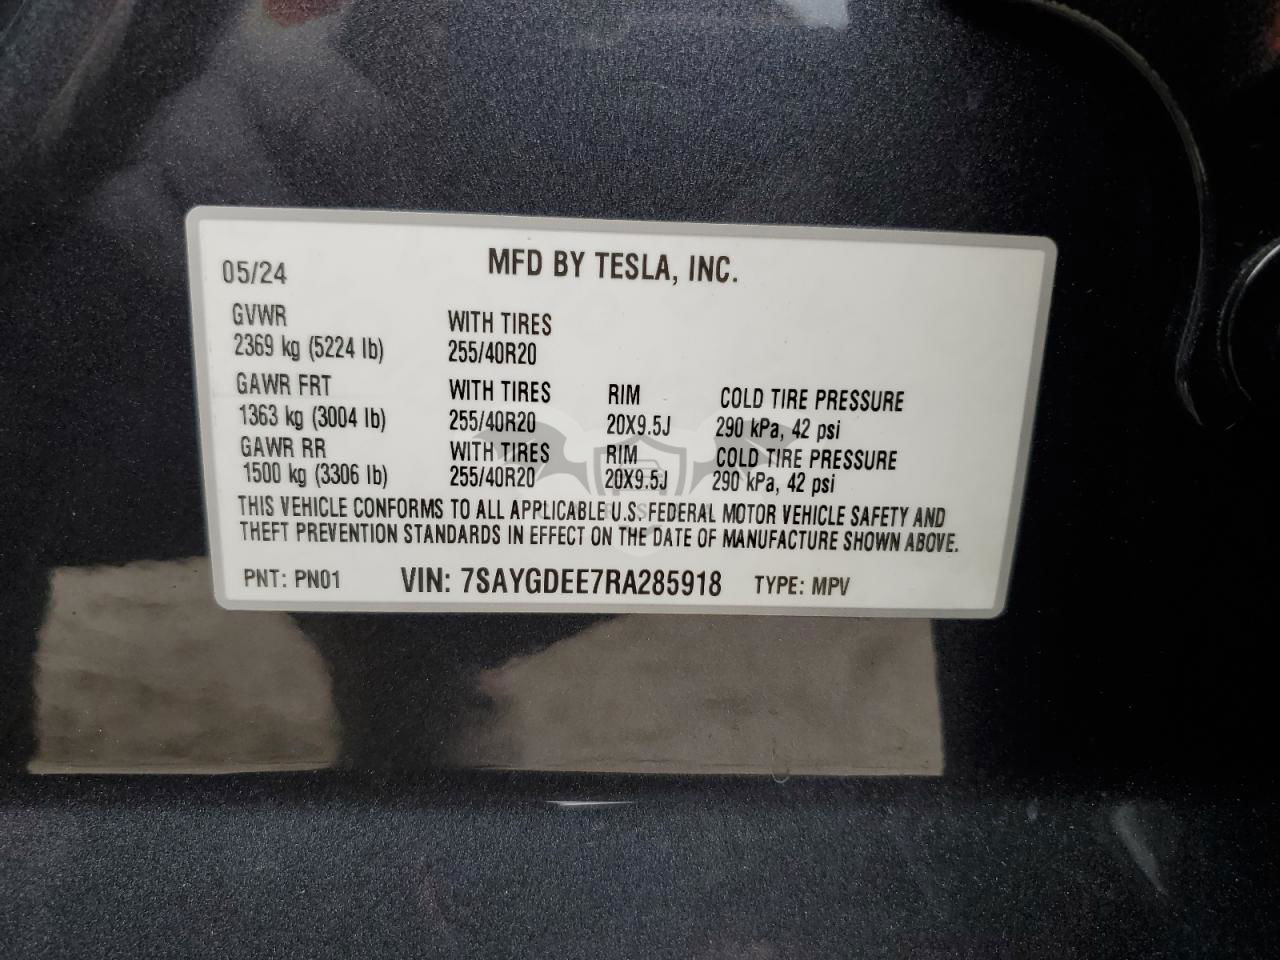 05/24 MFD BY TESLA, INC.
GVWR WITH TIRES
2369 kg (5224 lb) 255/40R20
GAWR FRT WITH TIRES RIM COLD TIRE PRESSURE
1363 kg (3004 lb) 255/40R20 20X9.5J 290 kPa, 42 psi
GAWR RR WITH TIRES RIM COLD TIRE PRESSURE
1500 kg (3306 lb) 255/40R20 20X9.5J 290 kPa, 42 psi
THIS VEHICLE CONFORMS TO ALL APPLICABLE U.S. FEDERAL MOTOR VEHICLE SAFETY AND
THEFT PREVENTION STANDARDS IN EFFECT ON THE DATE OF MANUFACTURE SHOWN ABOVE.
PNT: PN01 VIN: 7SAYGDEE7RA285918 TYPE: MPV